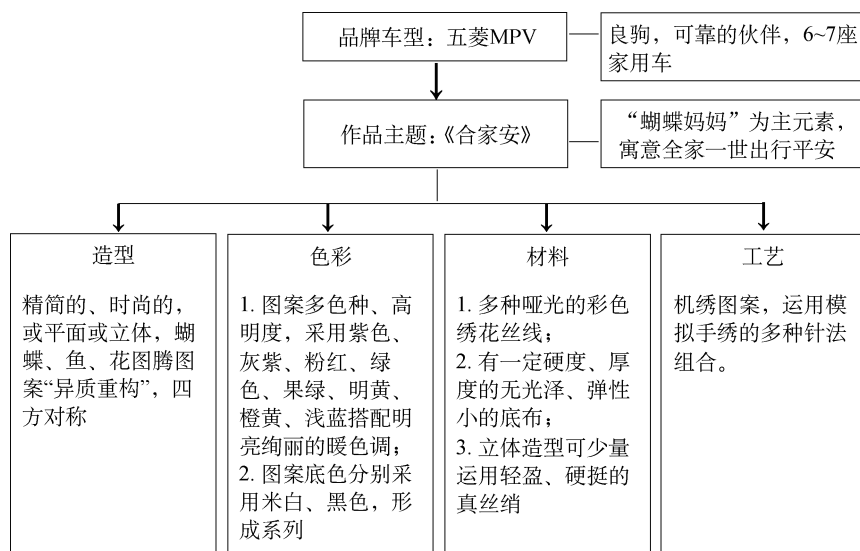 品牌车型：五菱MPV
良驹，可靠的伙伴，6~7座
家用车
作品主题：《合家安》
“蝴蝶妈妈”为主元素，
寓意全家一世出行平安
造型
精简的、时尚的，
或平面或立体，蝴
蝶、鱼、花图腾图
案“异质重构”，四
方对称
色彩
1. 图案多色种、高
明度，采用紫色、
灰紫、粉红、绿
色、果绿、明黄、
橙黄、浅蓝搭配明
亮绚丽的暖色调；
2. 图案底色分别采
用米白、黑色，形
成系列
材料
1. 多种哑光的彩色
绣花丝线；
2. 有一定硬度、厚
度的无光泽、弹性
小的底布；
3. 立体造型可少量
运用轻盈、硬挺的
真丝绡
工艺
机绣图案，运用模
拟手绣的多种针法
组合。